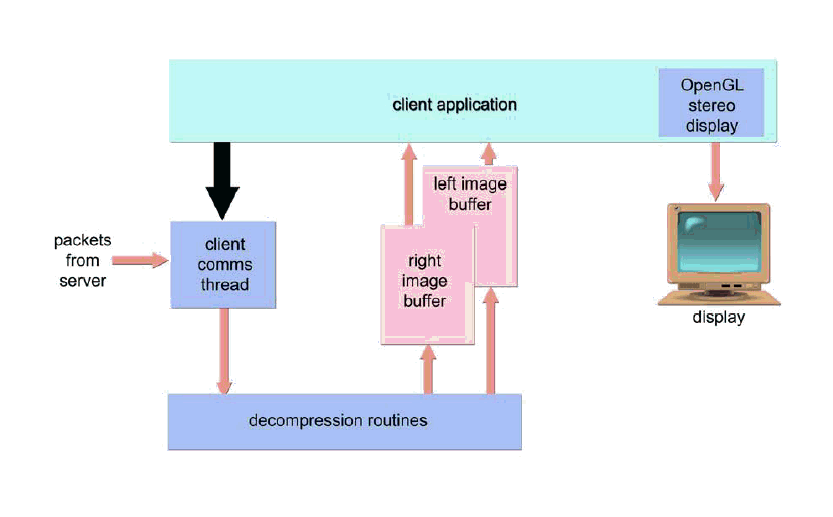 client application
OpenGL
stereo
display
left image
buffer
packets
from
server
client
comms
thread
right
image
buffer
display
decompression routines